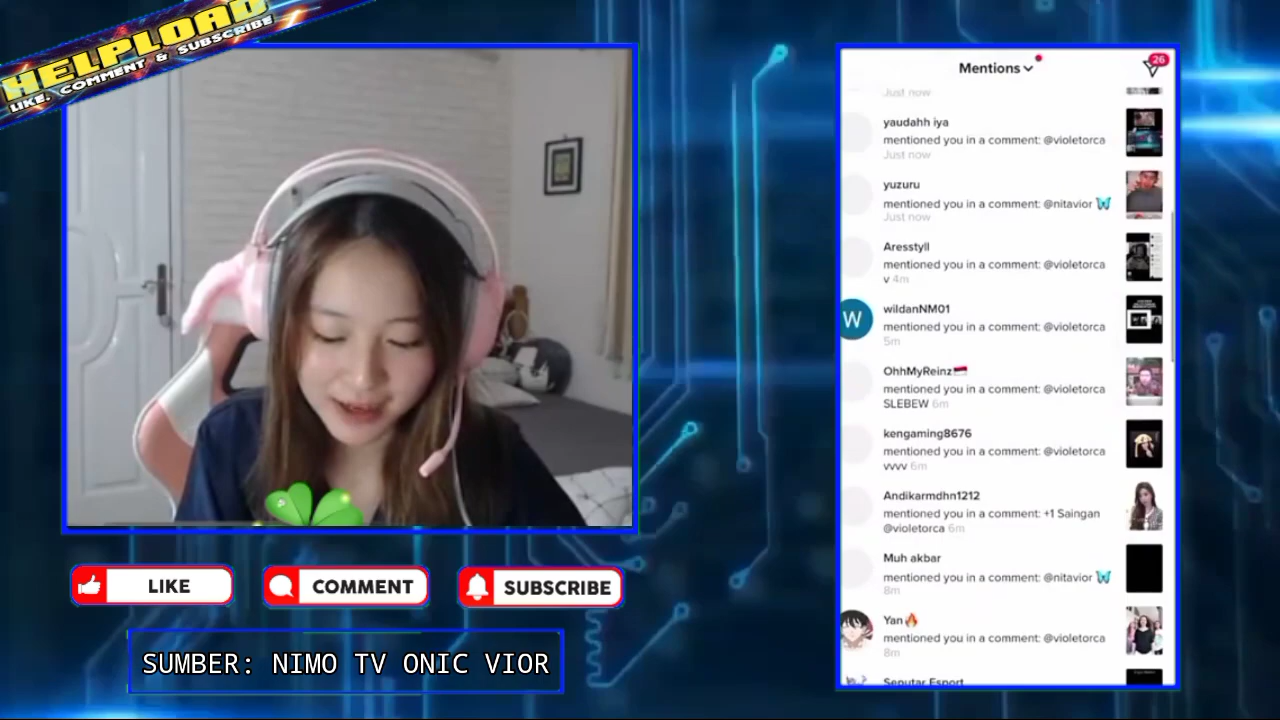 HELPLOAD
LIKE. COMMENT & SUBSCRIBE
Mentions
26
Just now
yaudahh iya
mentioned you in a comment: @violetorca
Just now
yuzuru
mentioned you in a comment: @nitavior 🦋
Just now
Aresstyll
mentioned you in a comment: @violetorca
v 4m
W
wildanNM01
mentioned you in a comment: @violetorca
5m
OhhMyReinz🇮🇩
mentioned you in a comment: @violetorca
SLEBEW 6m
kengaming8676
mentioned you in a comment: @violetorca
vvvv 6m
Andikarmdhn1212
mentioned you in a comment: +1 Saingan
@violetorca 6m
Muh akbar
mentioned you in a comment: @nitavior 🦋
8m
Yan🔥
mentioned you in a comment: @violetorca
8m
Seputar Esport
LIKE
COMMENT
SUBSCRIBE
SUMBER: NIMO TV ONIC VIOR